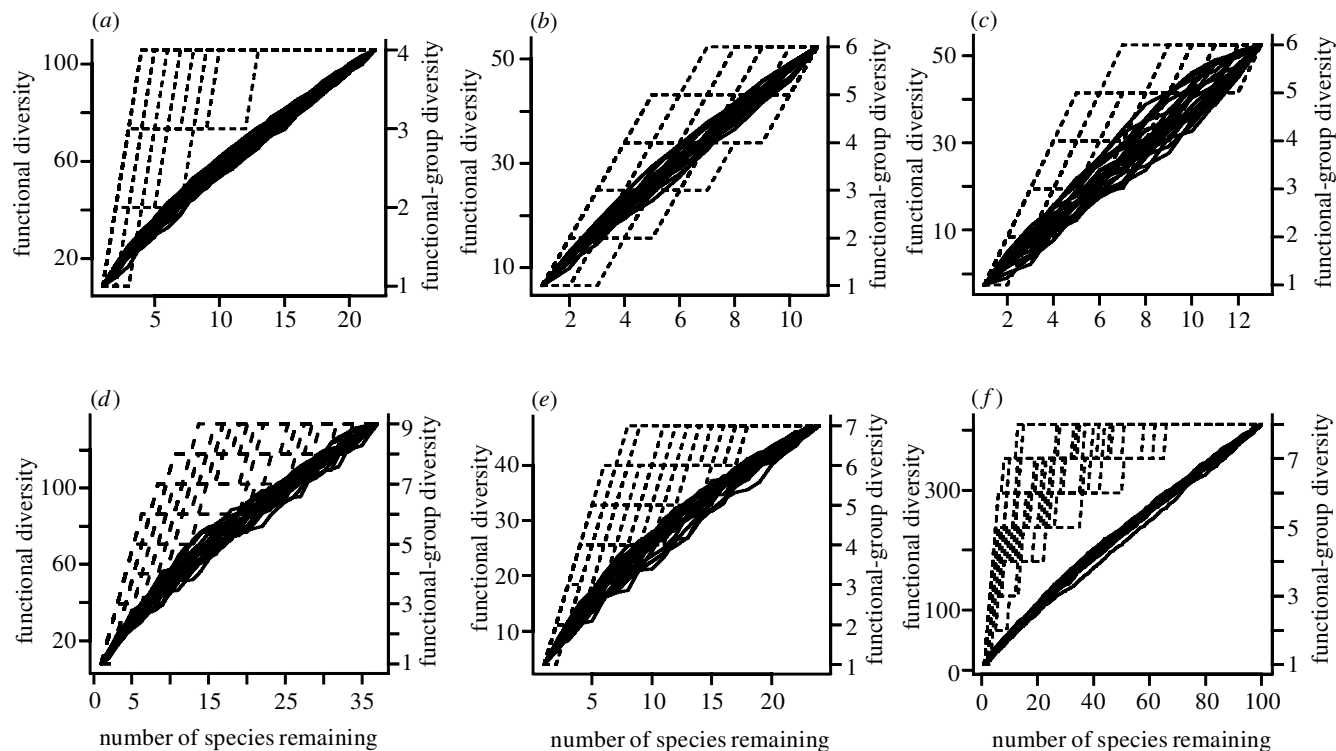 (a)
functional diversity
100
60
20
4
3
2
1
functional-group diversity
5 10 15 20
(b)
functional diversity
50
30
10
6
5
4
3
2
1
functional-group diversity
2 4 6 8 10
(c)
functional diversity
50
30
10
6
5
4
3
2
1
functional-group diversity
2 4 6 8 10 12
(d)
functional diversity
100
60
20
9
7
5
3
1
functional-group diversity
0 5 15 25 35
number of species remaining
(e)
functional diversity
40
30
20
10
7
6
5
4
3
2
1
functional-group diversity
5 10 15 20
number of species remaining
(f)
functional diversity
300
100
0
7
5
3
1
functional-group diversity
0 20 40 60 80 100
number of species remaining